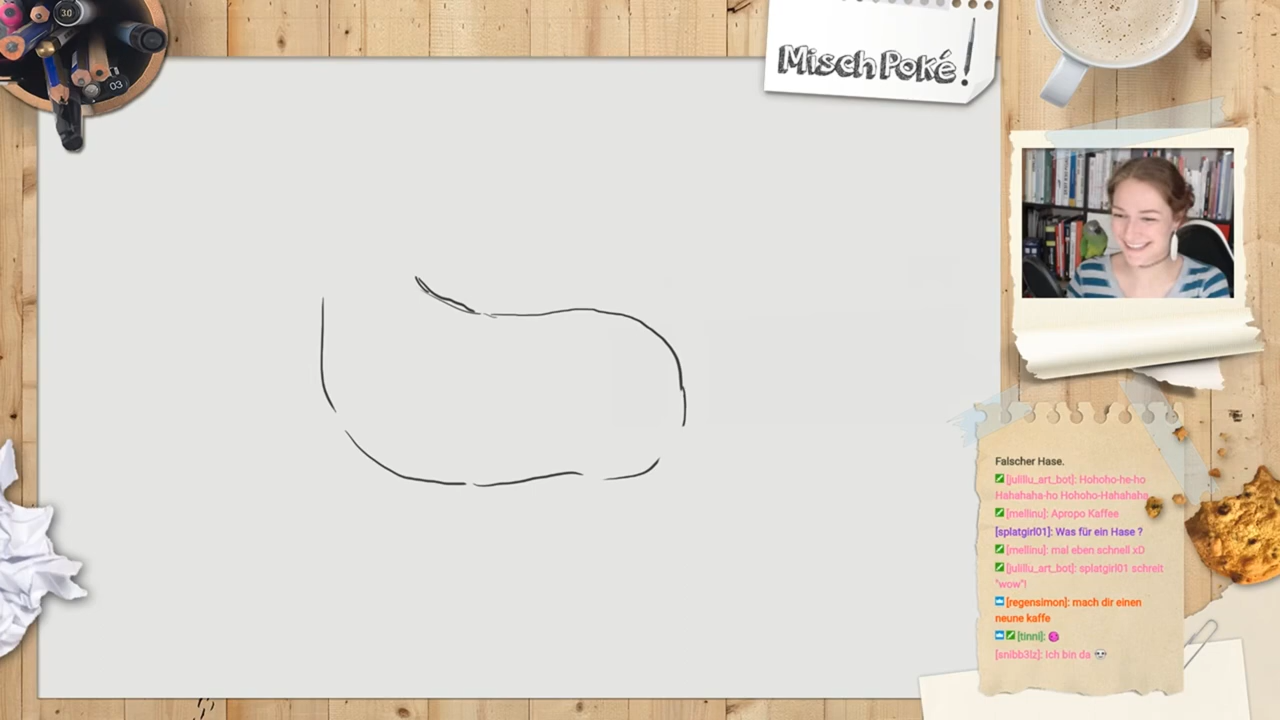 30
03
Misch Poké!
Falscher Hase.
[julillu_art_bot]: Hohoho-he-ho
Hahahaha-ho Hohoho-Hahahaha
[mellinu]: Apropo Kaffee
[splatgirl01]: Was für ein Hase ?
[mellinu]: mal eben schnell xD
[julillu_art_bot]: splatgirl01 schreit
"wow"!
[regensimon]: mach dir einen
neune kaffe
[tinni]:
[snibb3lz]: Ich bin da